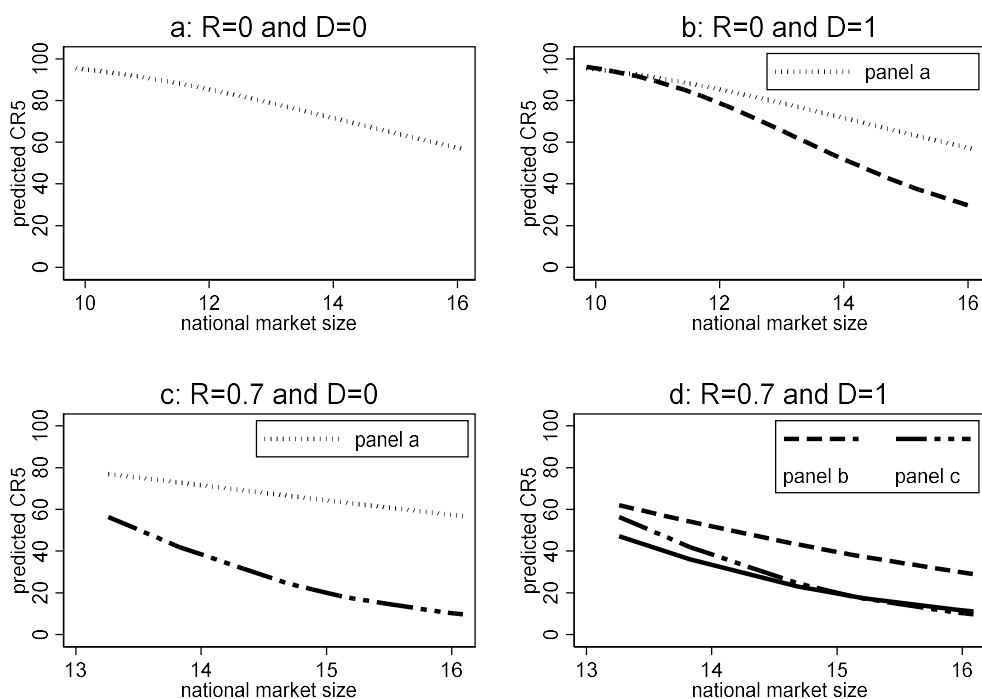 a: R=0 and D=0
predicted CR5
100
80
60
40
20
0
10 12 14 16
national market size
b: R=0 and D=1
panel a
predicted CR5
100
80
60
40
20
0
10 12 14 16
national market size
c: R=0.7 and D=0
panel a
predicted CR5
100
80
60
40
20
0
13 14 15 16
national market size
d: R=0.7 and D=1
panel b panel c
predicted CR5
100
80
60
40
20
0
13 14 15 16
national market size